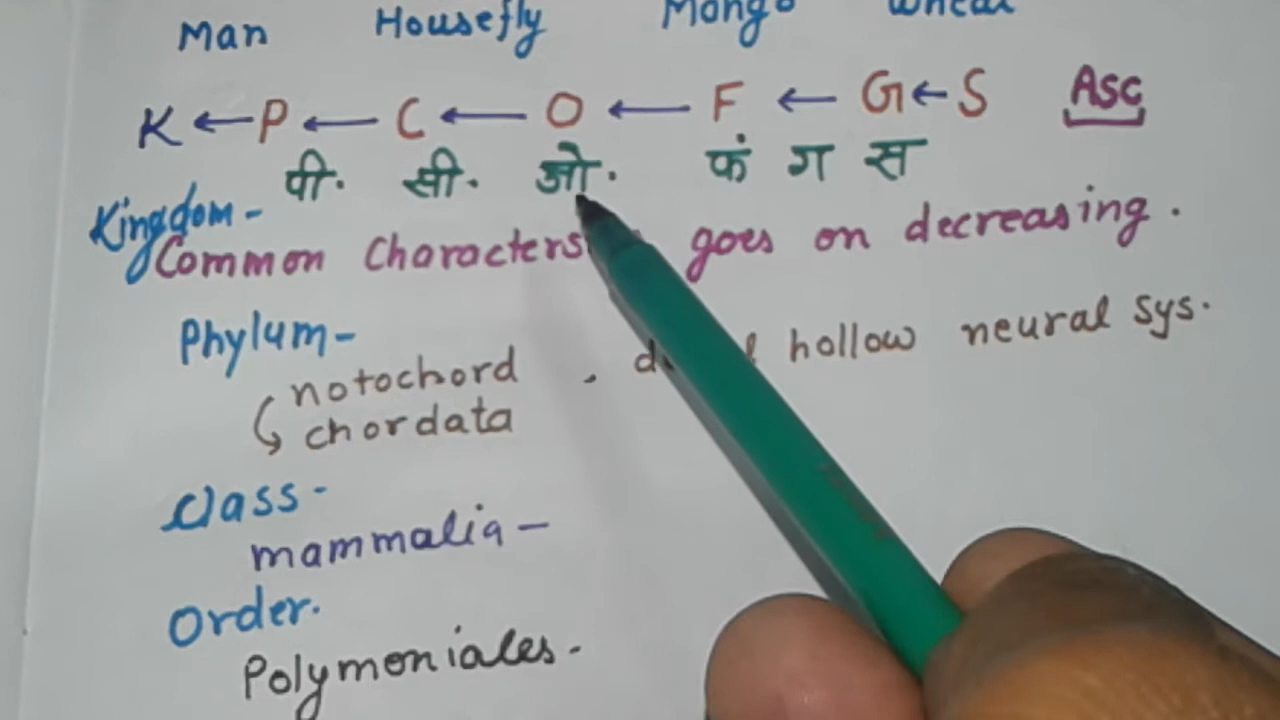 Man Housefly Mango Wheat
K ← P ← C ← O ← F ← G ← S Asc
पी. सी. ओ. फं ग स
Kingdom -
Common Characters goes on decreasing.
Phylum -
notochord . hollow neural sys.
chordata
Class -
mammalia -
Order.
Polymoniales -